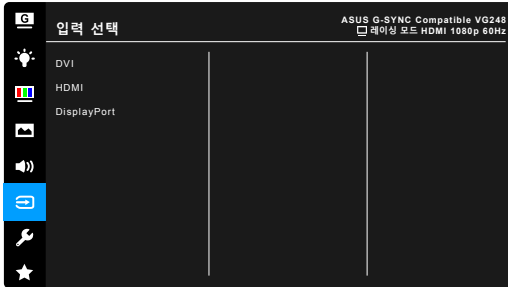 G
입력 선택
ASUS G-SYNC Compatible VG248
레이싱 모드 HDMI 1080p 60Hz
DVI
HDMI
DisplayPort